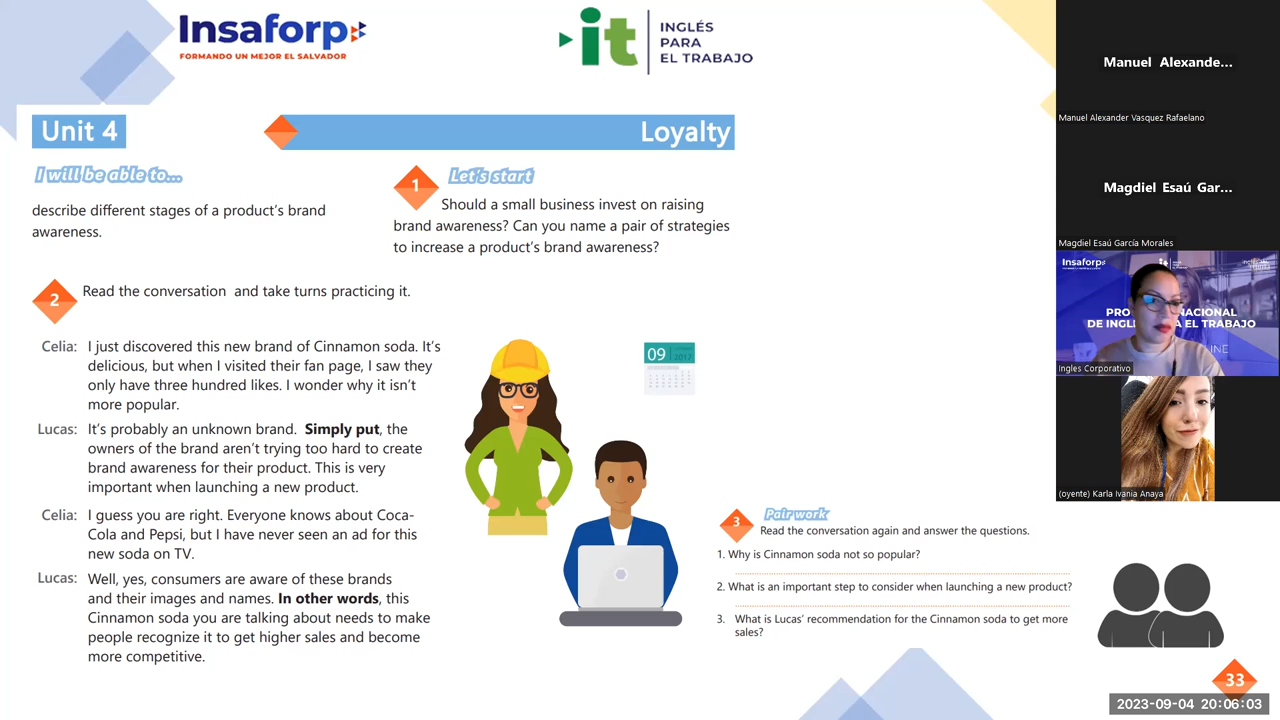 Insaforp
FORMANDO UN MEJOR EL SALVADOR
it
INGLÉS
PARA
EL TRABAJO
Unit 4
Loyalty
I will be able to...
describe different stages of a product's brand
awareness.
1
Let's start
Should a small business invest on raising
brand awareness? Can you name a pair of strategies
to increase a product's brand awareness?
2
Read the conversation and take turns practicing it.
Celia: I just discovered this new brand of Cinnamon soda. It's
delicious, but when I visited their fan page, I saw they
only have three hundred likes. I wonder why it isn't
more popular.
Lucas: It's probably an unknown brand. Simply put, the
owners of the brand aren't trying too hard to create
brand awareness for their product. This is very
important when launching a new product.
Celia: I guess you are right. Everyone knows about Coca-
Cola and Pepsi, but I have never seen an ad for this
new soda on TV.
Lucas: Well, yes, consumers are aware of these brands
and their images and names. In other words, this
Cinnamon soda you are talking about needs to make
people recognize it to get higher sales and become
more competitive.
09
2017
3
Pair work
Read the conversation again and answer the questions.
1. Why is Cinnamon soda not so popular?
2. What is an important step to consider when launching a new product?
3. What is Lucas' recommendation for the Cinnamon soda to get more
sales?
33
Manuel Alexande...
Manuel Alexander Vasquez Rafaelano
Magdiel Esaú Gar...
Magdiel Esaú García Morales
Insaforp
it
Ingles Corporativo
(oyente) Karla Ivania Anaya
2023-09-04 20:06:03